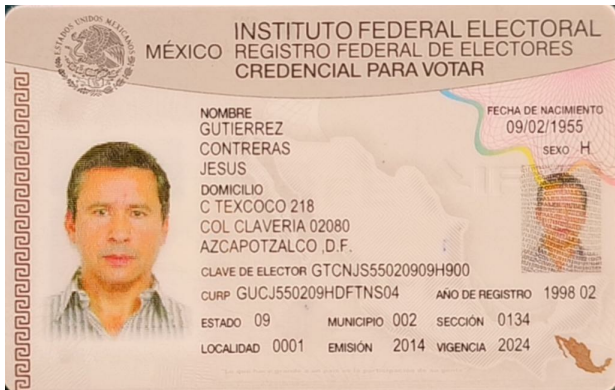 ESTADOS UNIDOS MEXICANOS
MÉXICO
INSTITUTO FEDERAL ELECTORAL
REGISTRO FEDERAL DE ELECTORES
CREDENCIAL PARA VOTAR
NOMBRE
GUTIERREZ
CONTRERAS
JESUS
FECHA DE NACIMIENTO
09/02/1955
SEXO H
DOMICILIO
C TEXCOCO 218
COL CLAVERIA 02080
AZCAPOTZALCO ,D.F.
CLAVE DE ELECTOR GTCNJS55020909H900
CURP GUCJ550209HDFTNS04 AÑO DE REGISTRO 1998 02
ESTADO 09 MUNICIPIO 002 SECCIÓN 0134
LOCALIDAD 0001 EMISIÓN 2014 VIGENCIA 2024